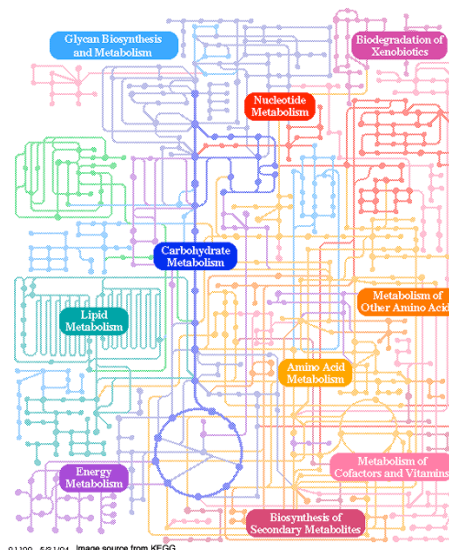 Glycan Biosynthesis
and Metabolism
Biodegradation of
Xenobiotics
Nucleotide
Metabolism
Carbohydrate
Metabolism
Metabolism of
Other Amino Acid
Lipid
Metabolism
Amino Acid
Metabolism
Metabolism of
Cofactors and Vitamins
Energy
Metabolism
Biosynthesis of
Secondary Metabolites
Image source from KEGG